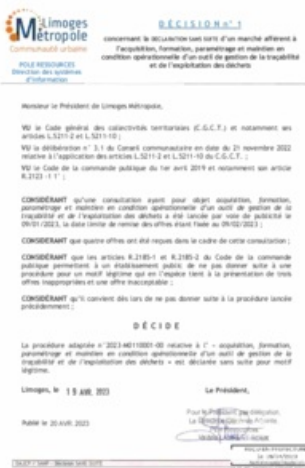 Limoges
Métropole
Communauté urbaine
PÔLE RESSOURCES
Direction des systèmes
d'information
DÉCISION n° 1
concernant la DECLARATION SANS SUITE d'un marché afférent à
l'acquisition, formation, paramétrage et maintien en
condition opérationnelle d'un outil de gestion de la traçabilité
et de l'exploitation des déchets
Monsieur le Président de Limoges Métropole,
VU le Code général des collectivités territoriales (C.G.C.T.) et notamment ses
articles L.5211-2 et L.5211-10 ;
VU la délibération n° 3.1 du Conseil communautaire en date du 21 novembre 2022
relative à l'application des articles L.5211-2 et L.5211-10 du C.G.C.T. ;
VU le Code de la commande publique du 1er avril 2019 et notamment son article
R.2123-1 1° ;
CONSIDÉRANT qu'une consultation ayant pour objet acquisition, formation,
paramétrage et maintien en condition opérationnelle d'un outil de gestion de la
traçabilité et de l'exploitation des déchets a été lancée par voie de publicité le
09/01/2023, la date limite de remise des offres étant fixée au 09/02/2023 ;
CONSIDÉRANT que quatre offres ont été reçues dans le cadre de cette consultation ;
CONSIDÉRANT que les articles R.2185-1 et R.2185-2 du Code de la commande
publique permettent à un établissement public de ne pas donner suite à une
procédure pour un motif légitime qui en l'espèce tient à la présentation de trois
offres inappropriées et une offre inacceptable ;
CONSIDÉRANT qu'il convient dès lors de ne pas donner suite à la procédure lancée
précédemment ;
DÉCIDE
La procédure adaptée n°2023-M0110001-00 relative à l' « acquisition, formation,
paramétrage et maintien en condition opérationnelle d'un outil de gestion de la
traçabilité et de l'exploitation des déchets » est déclarée sans suite pour motif
légitime.
Limoges, le 19 AVR. 2023
Le Président,
Pour le Président par délégation,
Publié le 20 AVR. 2023